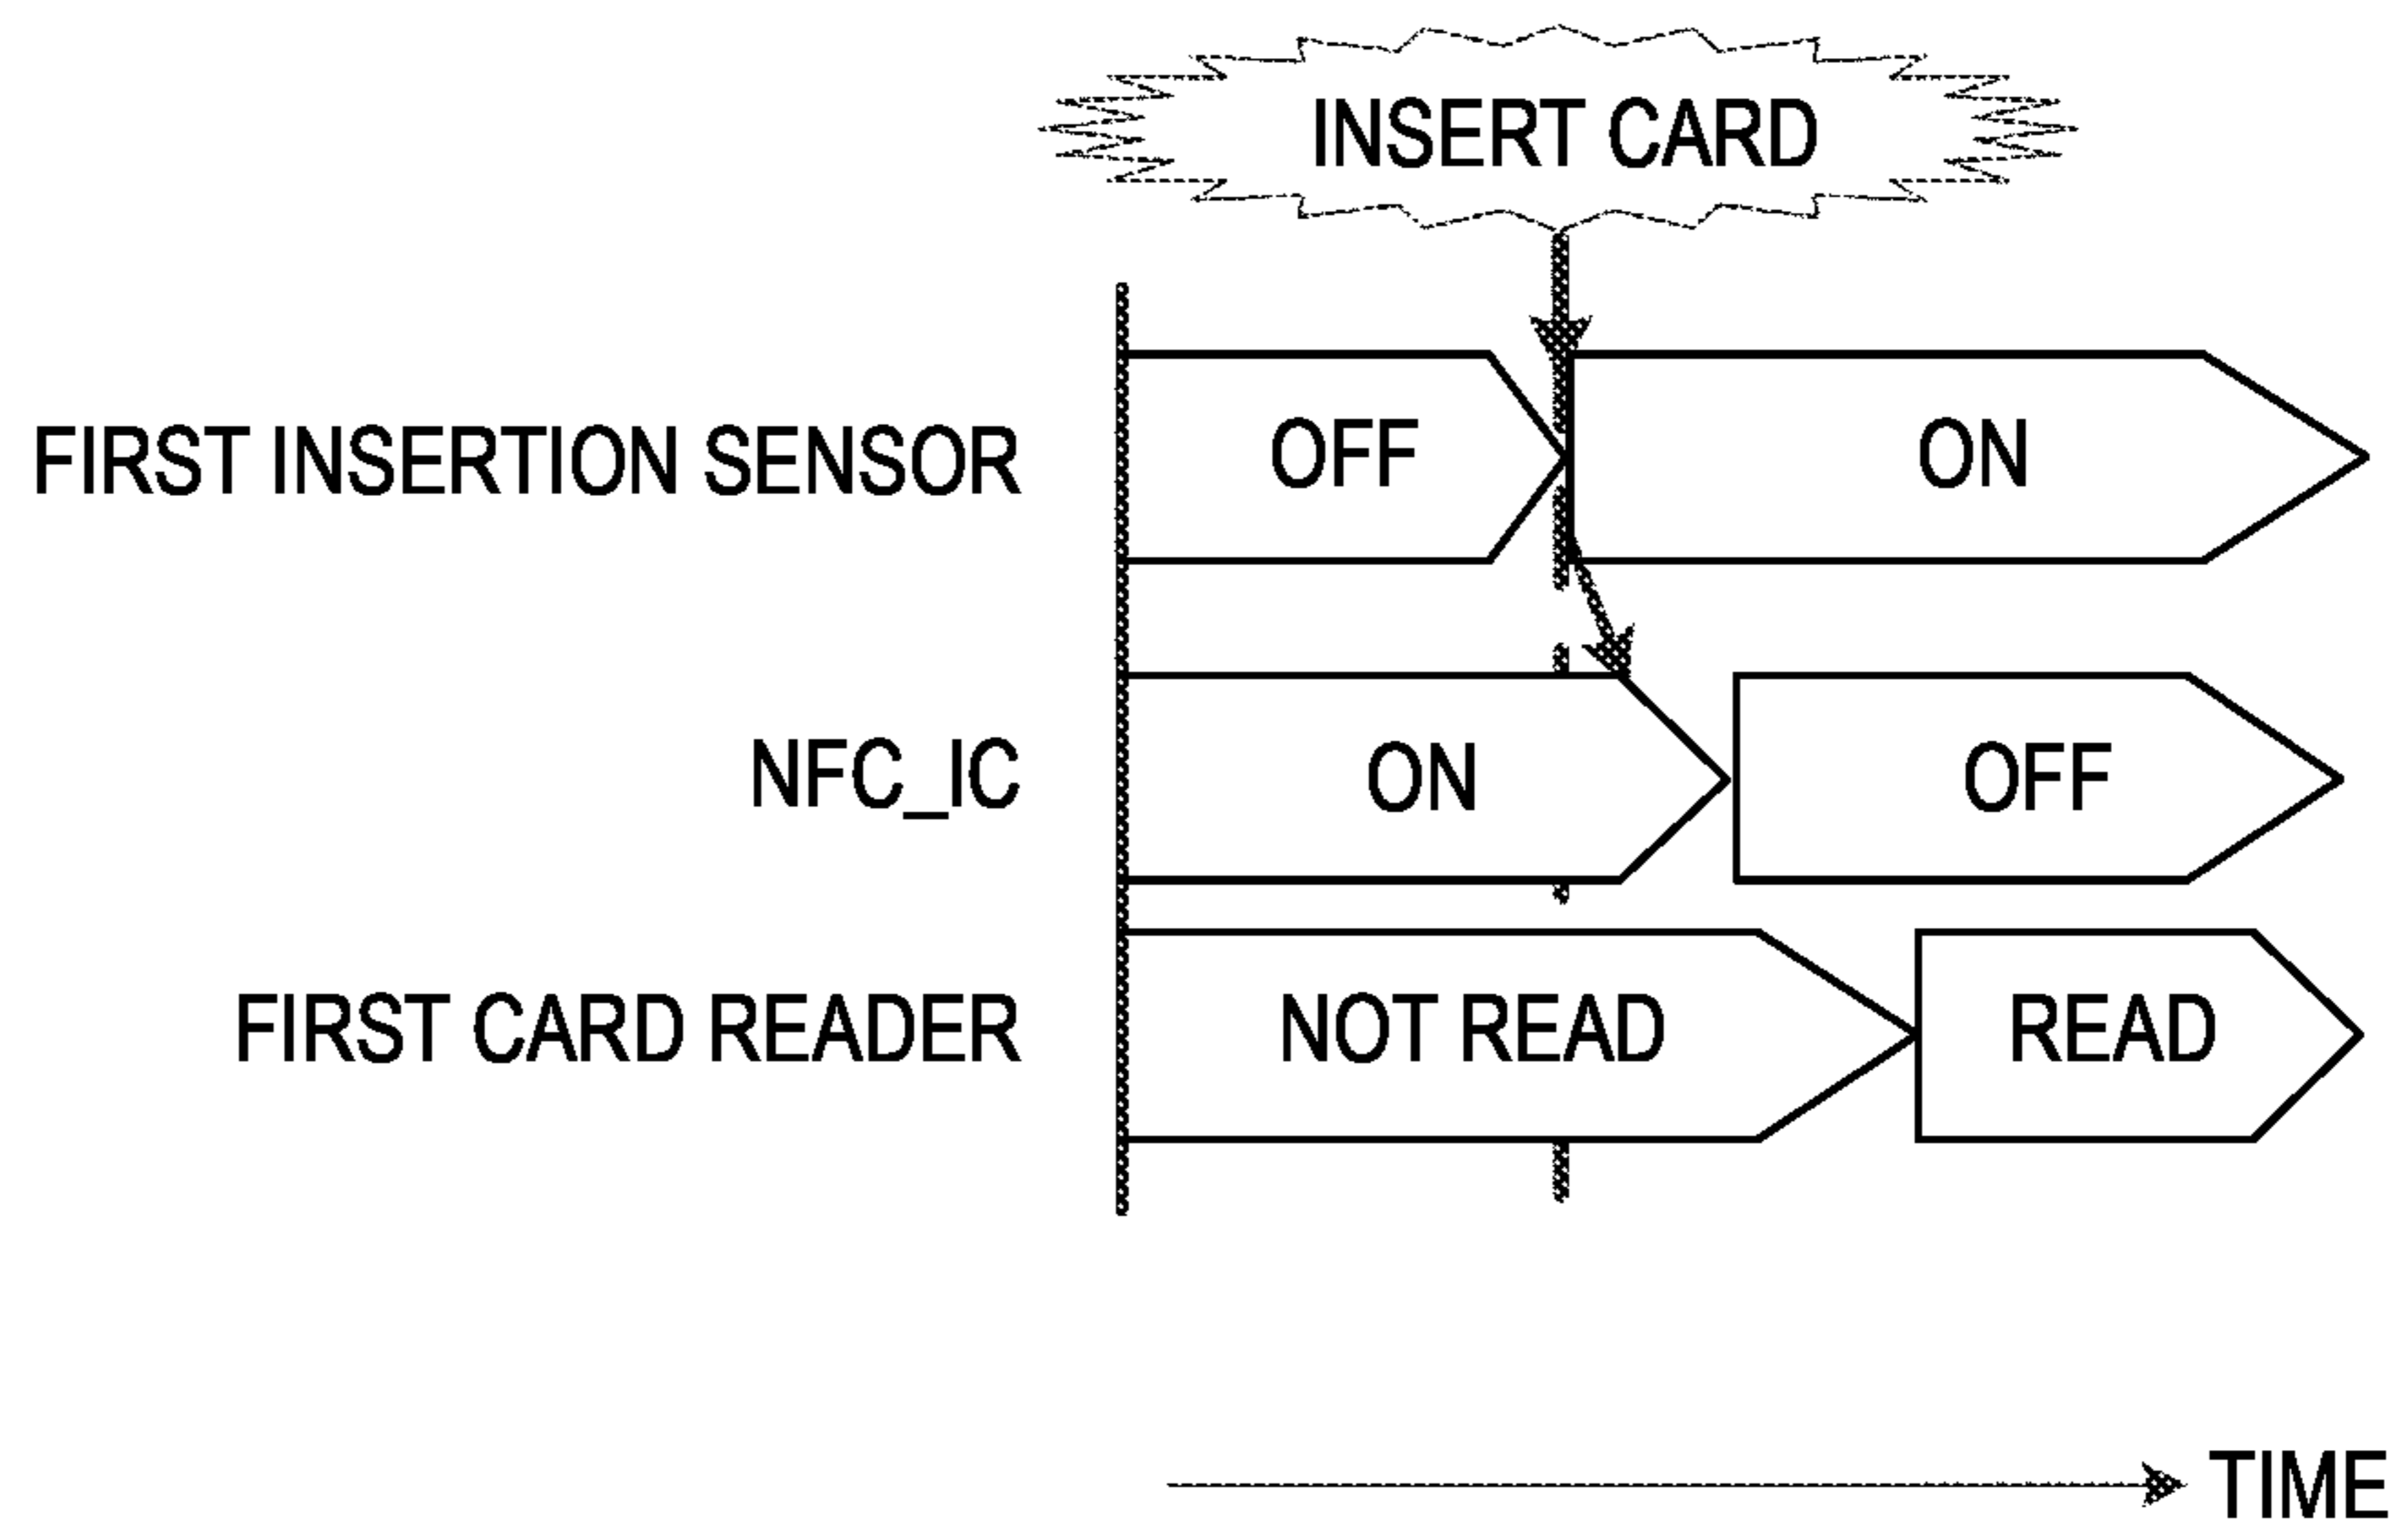 INSERT CARD
FIRST INSERTION SENSOR OFF ON
NFC_IC ON OFF
FIRST CARD READER NOT READ READ
TIME